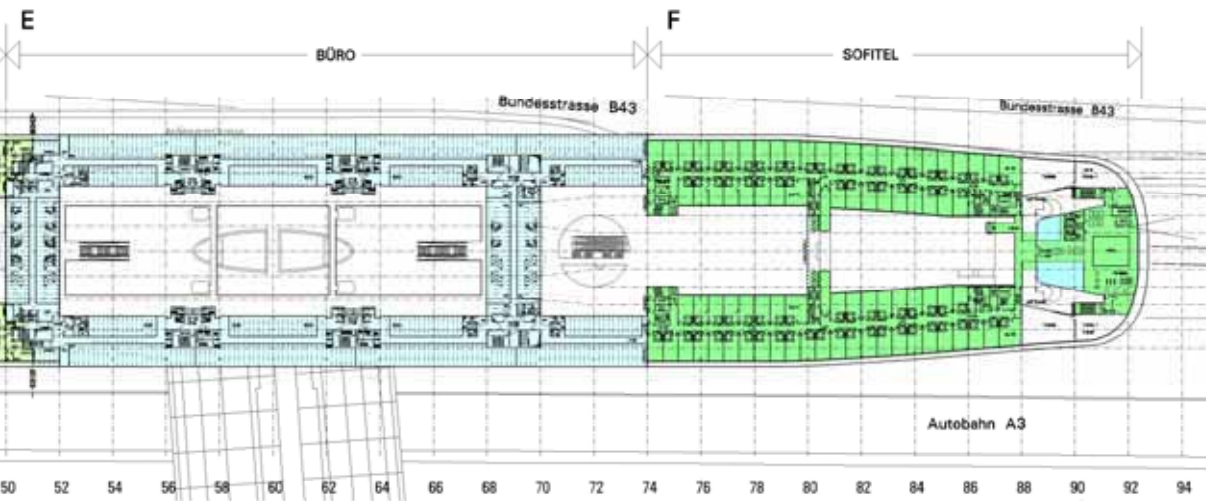 E
F
BÜRO
SOFITEL
Bundesstrasse B43
Bundesstrasse B43
Autobahn A3
50 52 54 56 58 60 62 64 66 68 70 72 74 76 78 80 82 84 86 88 90 92 94